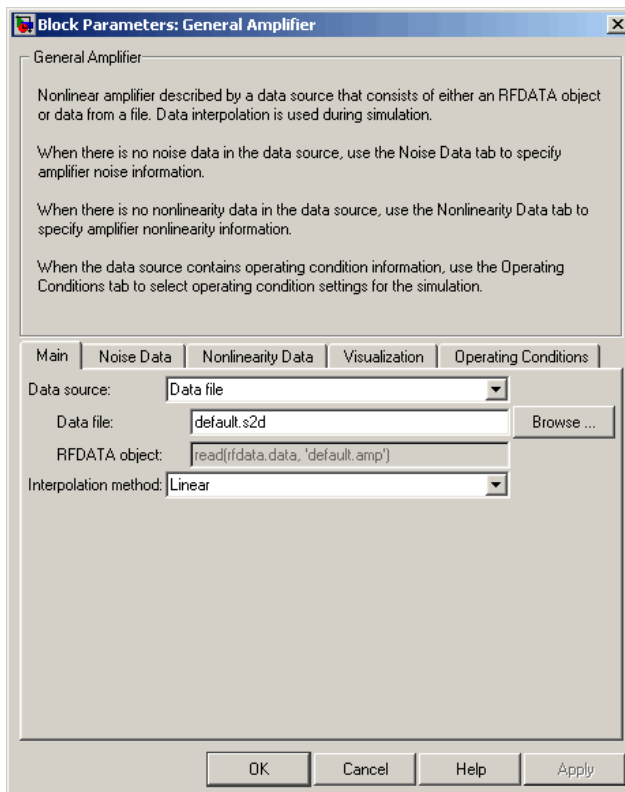 Block Parameters: General Amplifier
General Amplifier
Nonlinear amplifier described by a data source that consists of either an RFDATA object
or data from a file. Data interpolation is used during simulation.
When there is no noise data in the data source, use the Noise Data tab to specify
amplifier noise information.
When there is no nonlinearity data in the data source, use the Nonlinearity Data tab to
specify amplifier nonlinearity information.
When the data source contains operating condition information, use the Operating
Conditions tab to select operating condition settings for the simulation.
Main Noise Data Nonlinearity Data Visualization Operating Conditions
Data source: Data file
Data file: default.s2d Browse ...
RFDATA object: read(rfdata.data, 'default.amp')
Interpolation method: Linear
OK Cancel Help Apply